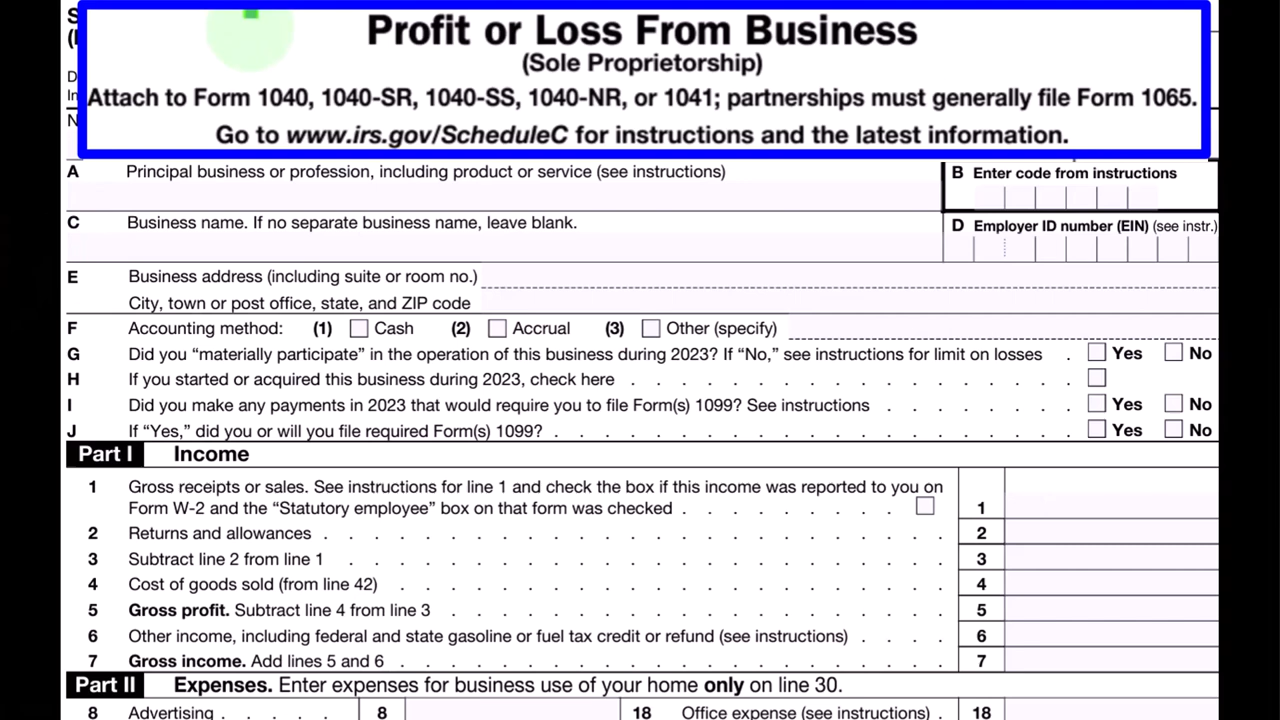 Profit or Loss From Business
(Sole Proprietorship)
Attach to Form 1040, 1040-SR, 1040-SS, 1040-NR, or 1041; partnerships must generally file Form 1065.
Go to www.irs.gov/ScheduleC for instructions and the latest information.
A Principal business or profession, including product or service (see instructions)
B Enter code from instructions
C Business name. If no separate business name, leave blank.
D Employer ID number (EIN) (see instr.)
E Business address (including suite or room no.)
City, town or post office, state, and ZIP code
F Accounting method: (1) Cash (2) Accrual (3) Other (specify)
G Did you “materially participate” in the operation of this business during 2023? If “No,” see instructions for limit on losses . Yes No
H If you started or acquired this business during 2023, check here . . . . . . . . . . . . . . . . . .
I Did you make any payments in 2023 that would require you to file Form(s) 1099? See instructions . . . . . . . . Yes No
J If “Yes,” did you or will you file required Form(s) 1099? . . . . . . . . . . . . . . . . . . . . . Yes No
Part I Income
1 Gross receipts or sales. See instructions for line 1 and check the box if this income was reported to you on
Form W-2 and the “Statutory employee” box on that form was checked . . . . . . . . . 1
2 Returns and allowances . . . . . . . . . . . . . . . . . . . . . . . . . 2
3 Subtract line 2 from line 1 . . . . . . . . . . . . . . . . . . . . . . . . 3
4 Cost of goods sold (from line 42) . . . . . . . . . . . . . . . . . . . . . . 4
5 Gross profit. Subtract line 4 from line 3 . . . . . . . . . . . . . . . . . . . . 5
6 Other income, including federal and state gasoline or fuel tax credit or refund (see instructions) . . . . 6
7 Gross income. Add lines 5 and 6 . . . . . . . . . . . . . . . . . . . . . . 7
Part II Expenses. Enter expenses for business use of your home only on line 30.
8 Advertising . . . . . 8
18 Office expense (see instructions) . 18